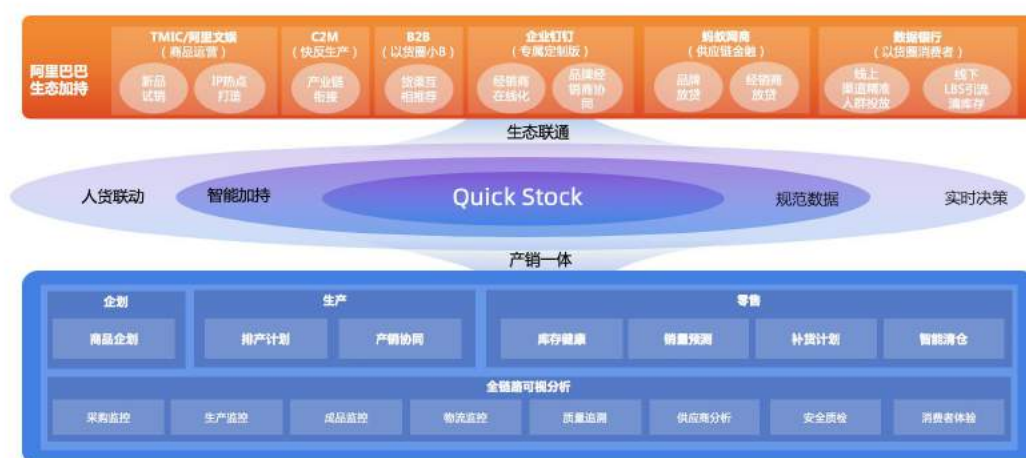 阿里巴巴
生态加持
TMIC/阿里文娱
（商品运营）
新品
试销
IP热点
打造
C2M
（快反生产）
产业链
衔接
B2B
（以货圈小B）
货渠互
相推荐
企业钉钉
（专属定制版）
经销商
在线化
品牌经
销商协
同
蚂蚁网商
（供应链金融）
品牌
放贷
经销商
放贷
数据银行
（以货圈消费者）
线上
渠道精准
人群投放
线下
LBS引流
清库存
生态联通
人货联动
智能加持
Quick Stock
规范数据
实时决策
产销一体
企划
商品企划
生产
排产计划
产销协同
零售
库存健康
销量预测
补货计划
智能清仓
全链路可视分析
采购监控
生产监控
成品监控
物流监控
质量追溯
供应商分析
安全质检
消费者体验